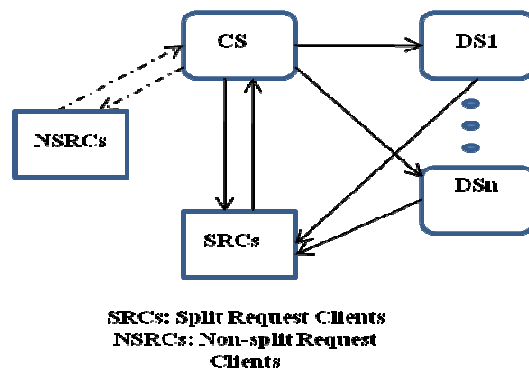 CS
DS1
NSRCs
DSn
SRCs
SRCs: Split Request Clients
NSRCs: Non-split Request
Clients